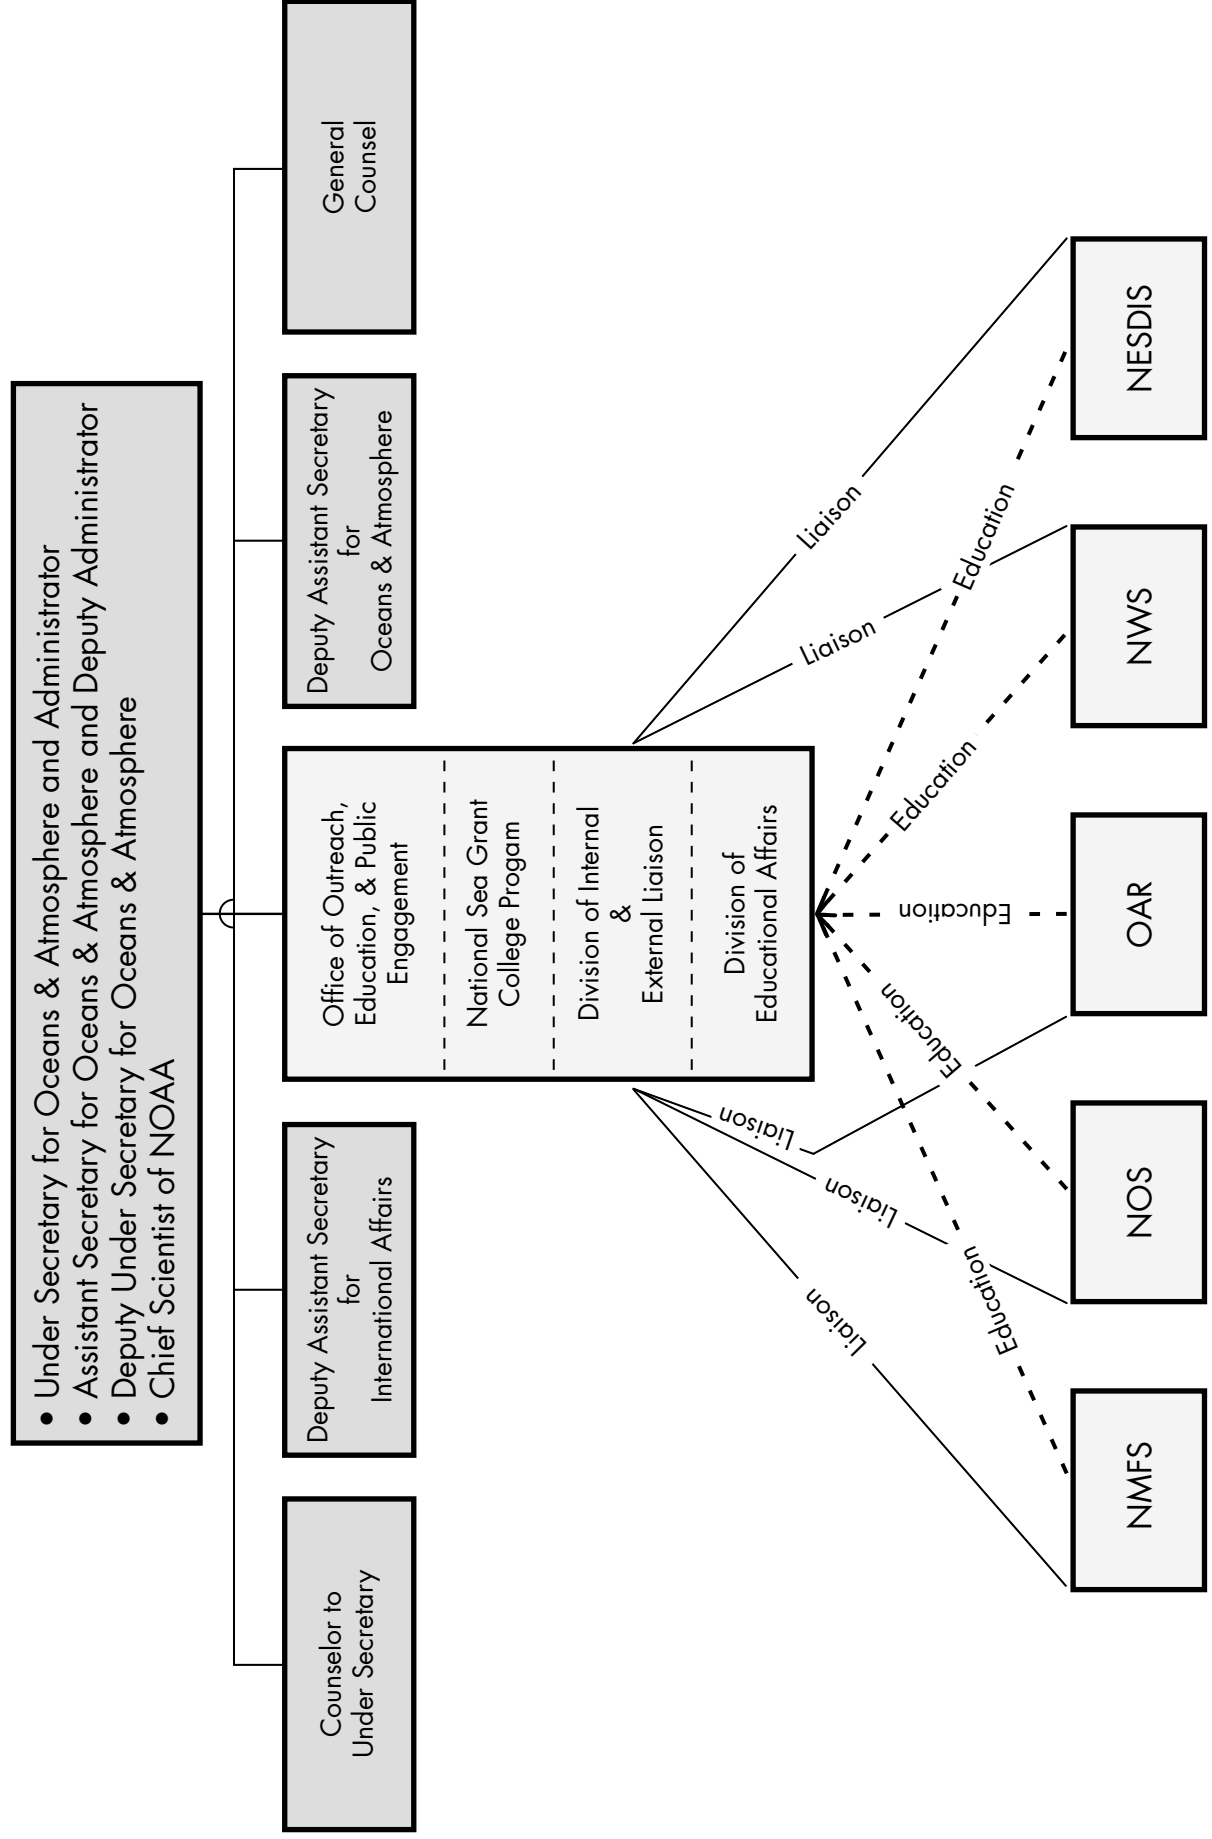 • Under Secretary for Oceans & Atmosphere and Administrator
• Assistant Secretary for Oceans & Atmosphere and Deputy Administrator
• Deputy Under Secretary for Oceans & Atmosphere
• Chief Scientist of NOAA
Counselor to
Under Secretary
Deputy Assistant Secretary
for
International Affairs
Office of Outreach,
Education, & Public
Engagement
National Sea Grant
College Progam
Division of Internal
&
External Liaison
Division of
Educational Affairs
Deputy Assistant Secretary
for
Oceans & Atmosphere
General
Counsel
Liaison
Liaison
Liaison
Liaison
Liaison
Education
Education
Education
Education
Education
NMFS
NOS
OAR
NWS
NESDIS